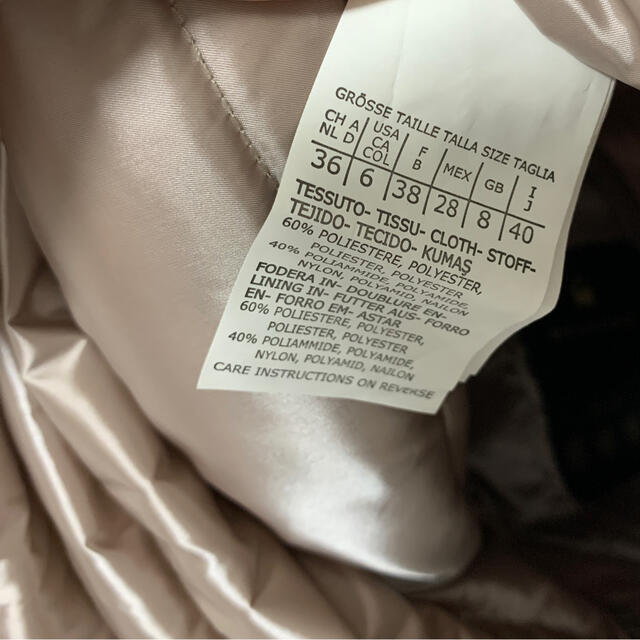 GRÖSSE TAILLE TALLA SIZE TAGLIA
CH A USA F MEX GB I
NL D CA B J
COL
36 6 38 28 8 40
TESSUTO- TISSU- CLOTH- STOFF-
TEJIDO- TECIDO- KUMAŞ
60% POLIESTERE, POLYESTER,
POLIESTER, POLYESTER
40% POLIAMMIDE, POLYAMIDE,
NYLON, POLYAMID, NAILON
FODERA IN- DOUBLURE EN-
LINING IN- FUTTER AUS- FORRO
EN- FORRO EM- ASTAR
60% POLIESTERE, POLYESTER,
POLIESTER, POLYESTER
40% POLIAMMIDE, POLYAMIDE,
NYLON, POLYAMID, NAILON
CARE INSTRUCTIONS ON REVERSE